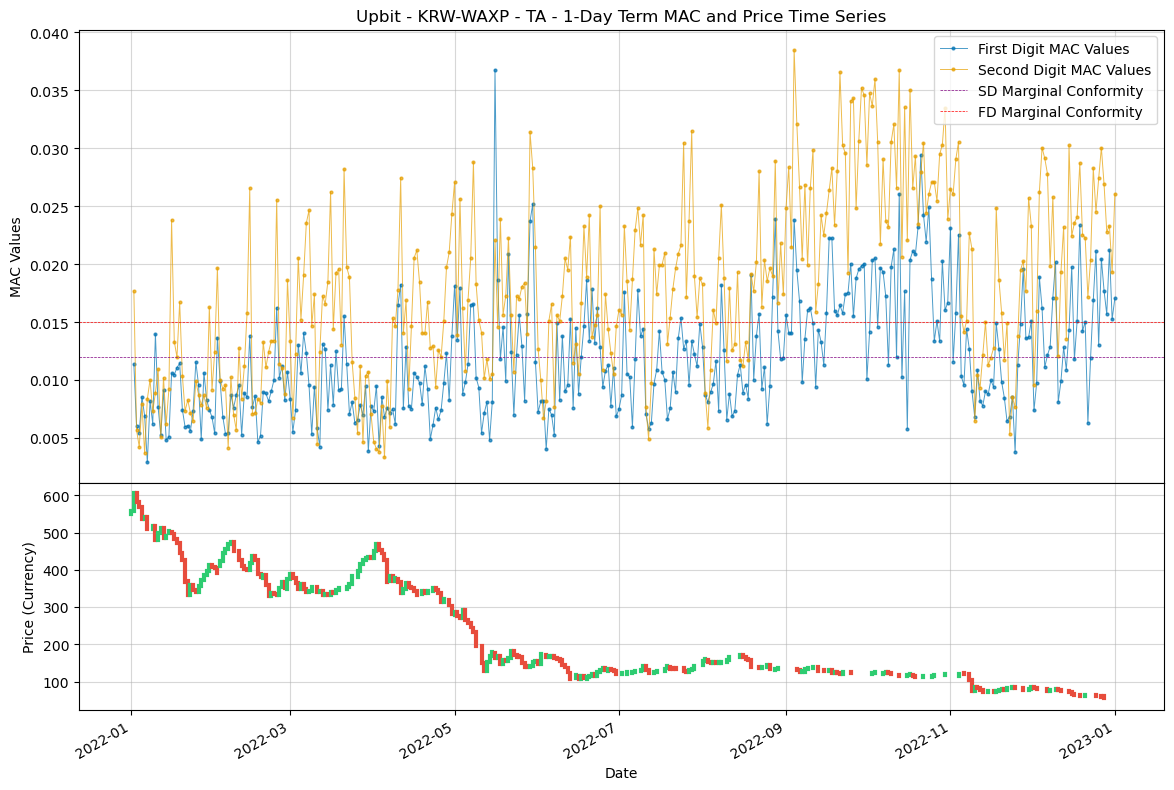 Upbit - KRW-WAXP - TA - 1-Day Term MAC and Price Time Series
First Digit MAC Values
Second Digit MAC Values
SD Marginal Conformity
FD Marginal Conformity
MAC Values
0.040
0.035
0.030
0.025
0.020
0.015
0.010
0.005
Price (Currency)
600
500
400
300
200
100
2022-01
2022-03
2022-05
2022-07
2022-09
2022-11
2023-01
Date